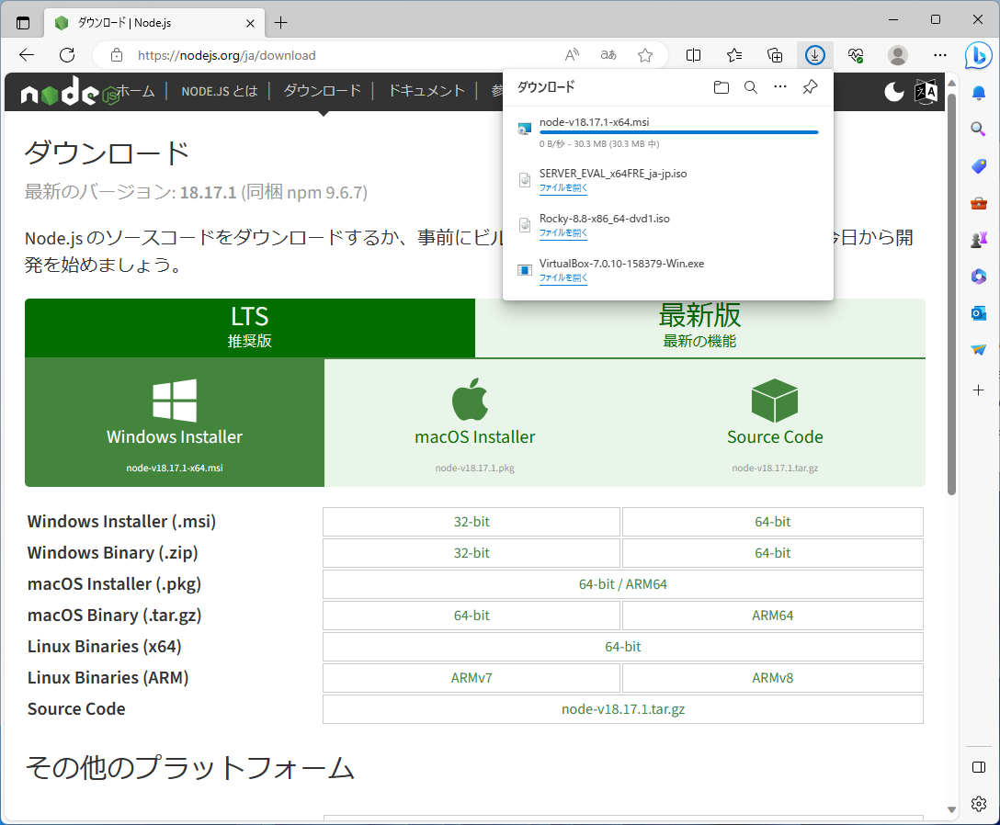 ダウンロード | Node.js
https://nodejs.org/ja/download
node JS
ホーム | NODE.JS とは | ダウンロード | ドキュメント | 参
ダウンロード
node-v18.17.1-x64.msi
0 B/秒 - 30.3 MB (30.3 MB 中)
SERVER_EVAL_x64FRE_ja-jp.iso
ファイルを開く
Rocky-8.8-x86_64-dvd1.iso
ファイルを開く
VirtualBox-7.0.10-158379-Win.exe
ファイルを開く
ダウンロード
最新のバージョン: 18.17.1 (同梱 npm 9.6.7)
Node.js のソースコードをダウンロードするか、事前にビル
今日から開
発を始めましょう。
LTS
推奨版
最新版
最新の機能
Windows Installer
node-v18.17.1-x64.msi
macOS Installer
node-v18.17.1.pkg
Source Code
node-v18.17.1.tar.gz
Windows Installer (.msi) 32-bit 64-bit
Windows Binary (.zip) 32-bit 64-bit
macOS Installer (.pkg) 64-bit / ARM64
macOS Binary (.tar.gz) 64-bit ARM64
Linux Binaries (x64) 64-bit
Linux Binaries (ARM) ARMv7 ARMv8
Source Code node-v18.17.1.tar.gz
その他のプラットフォーム